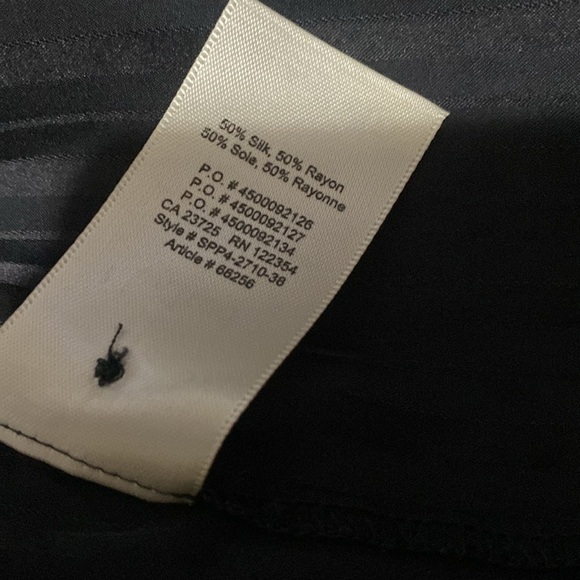 50% Silk, 50% Rayon
50% Soie, 50% Rayonne
P.O. # 4500092126
P.O. # 4500092127
P.O. # 4500092134
CA 23725 RN 122354
Style # SPP4-2710-36
Article # 66256